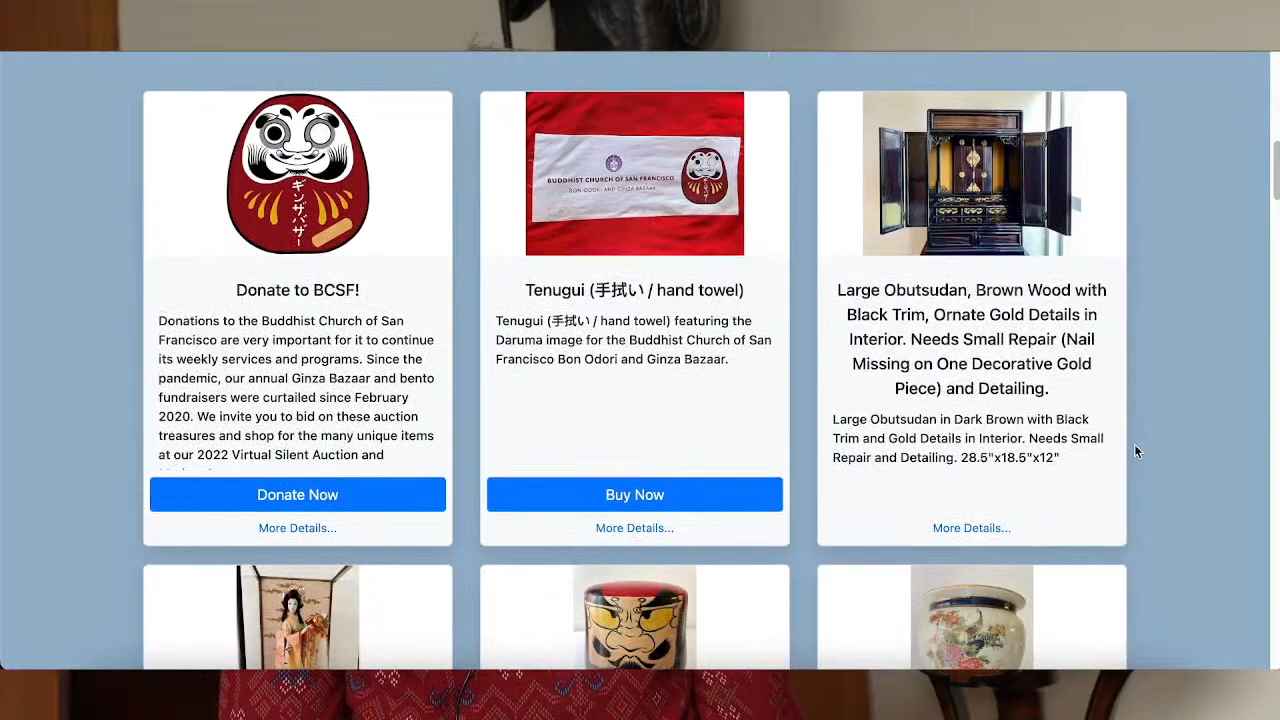 ギンザバザー
BUDDHIST CHURCH OF SAN FRANCISCO
BON ODORI AND GINZA BAZAAR
ギンザバザー
Donate to BCSF!
Donations to the Buddhist Church of San
Francisco are very important for it to continue
its weekly services and programs. Since the
pandemic, our annual Ginza Bazaar and bento
fundraisers were curtailed since February
2020. We invite you to bid on these auction
treasures and shop for the many unique items
at our 2022 Virtual Silent Auction and
Donate Now
More Details...
Tenugui (手拭い / hand towel)
Tenugui (手拭い / hand towel) featuring the
Daruma image for the Buddhist Church of San
Francisco Bon Odori and Ginza Bazaar.
Buy Now
More Details...
Large Obutsudan, Brown Wood with
Black Trim, Ornate Gold Details in
Interior. Needs Small Repair (Nail
Missing on One Decorative Gold
Piece) and Detailing.
Large Obutsudan in Dark Brown with Black
Trim and Gold Details in Interior. Needs Small
Repair and Detailing. 28.5"x18.5"x12"
More Details...